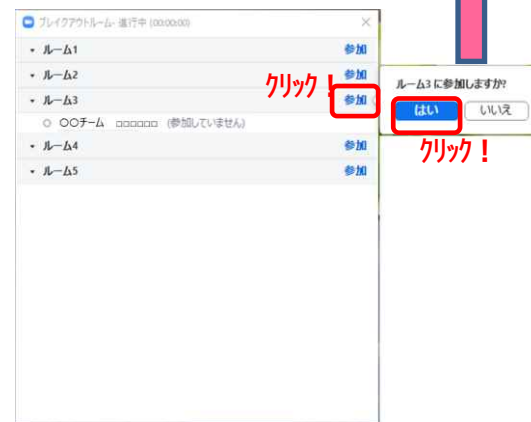 ブレイクアウトルーム- 進行中 (00:00:00)
ルーム1 参加
ルーム2 参加
クリック！
ルーム3 参加
〇〇チーム □□□□□□ (参加していません)
ルーム4 参加
ルーム5 参加
ルーム3 に参加しますか?
はい いいえ
クリック！